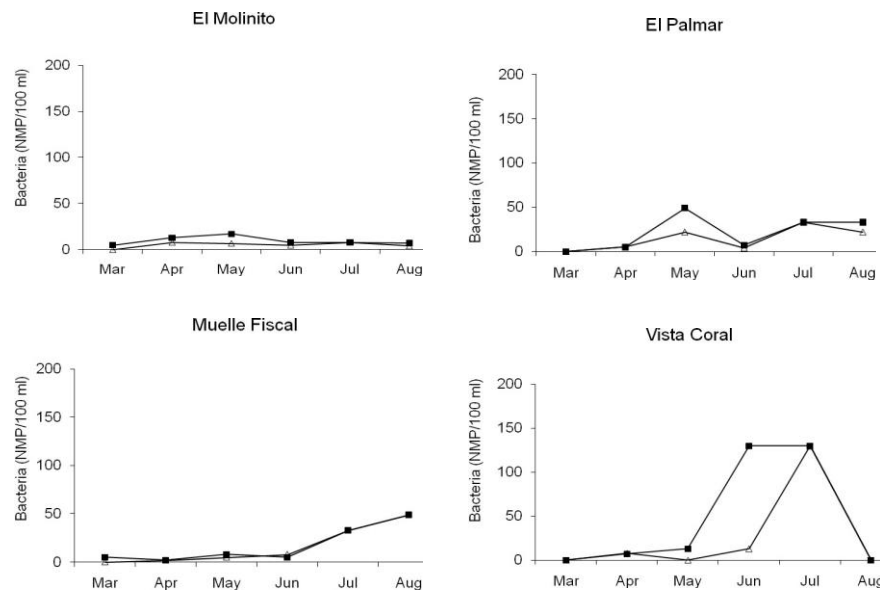 El Molinito
Bacteria (NMP/100 ml)
200
150
100
50
0
Mar Apr May Jun Jul Aug
El Palmar
Bacteria (NMP/100 ml)
200
150
100
50
0
Mar Apr May Jun Jul Aug
Muelle Fiscal
Bacteria (NMP/100 ml)
200
150
100
50
0
Mar Apr May Jun Jul Aug
Vista Coral
Bacteria (NMP/100 ml)
200
150
100
50
0
Mar Apr May Jun Jul Aug